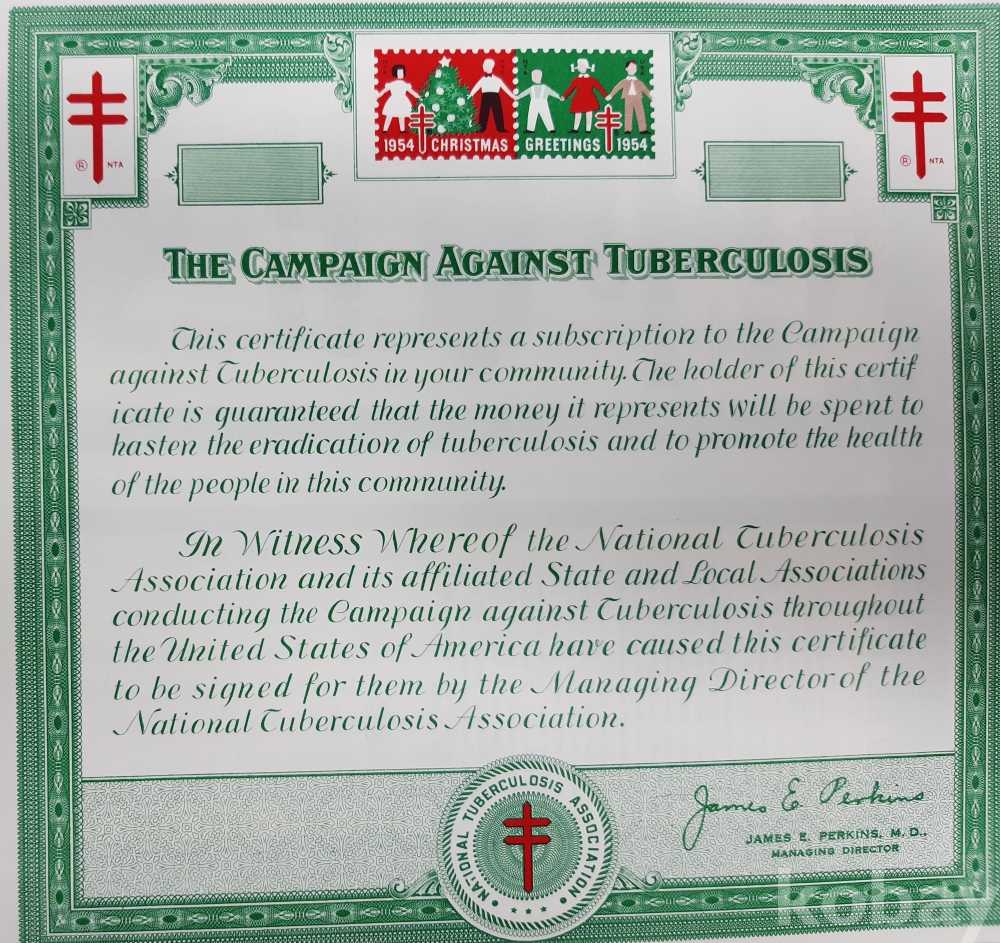 NTA NTA
1954 CHRISTMAS GREETINGS 1954
® NTA
® NTA
THE CAMPAIGN AGAINST TUBERCULOSIS
This certificate represents a subscription to the Campaign
against Tuberculosis in your community. The holder of this certif
icate is guaranteed that the money it represents will be spent to
hasten the eradication of tuberculosis and to promote the health
of the people in this community.
In Witness Whereof the National Tuberculosis
Association and its affiliated State and Local Associations
conducting the Campaign against Tuberculosis throughout
the United States of America have caused this certificate
to be signed for them by the Managing Director of the
National Tuberculosis Association.
NATIONAL TUBERCULOSIS ASSOCIATION
James E. Perkins
JAMES E. PERKINS, M. D.,
MANAGING DIRECTOR
kobay